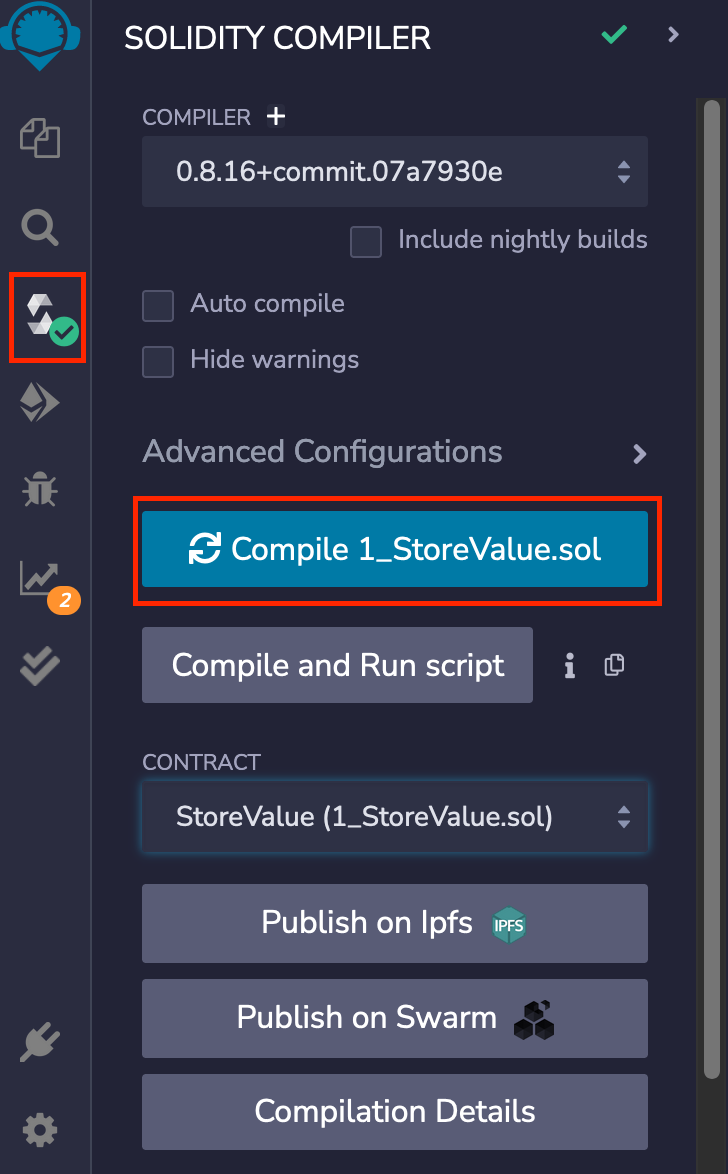 SOLIDITY COMPILER
COMPILER +
0.8.16+commit.07a7930e
Include nightly builds
Auto compile
Hide warnings
Advanced Configurations
Compile 1_StoreValue.sol
2
Compile and Run script
CONTRACT
StoreValue (1_StoreValue.sol)
Publish on Ipfs IPFS
Publish on Swarm
Compilation Details